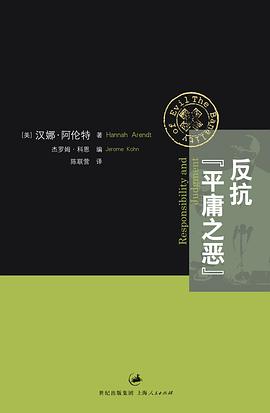 [美] 汉娜·阿伦特 著 Hannah Arendt
杰罗姆·科恩 编 Jerome Kohn
陈联营 译
The Banality of Evil
Responsibility and
Judgment
反抗
『平庸之恶』
世纪出版集团 上海人民出版社